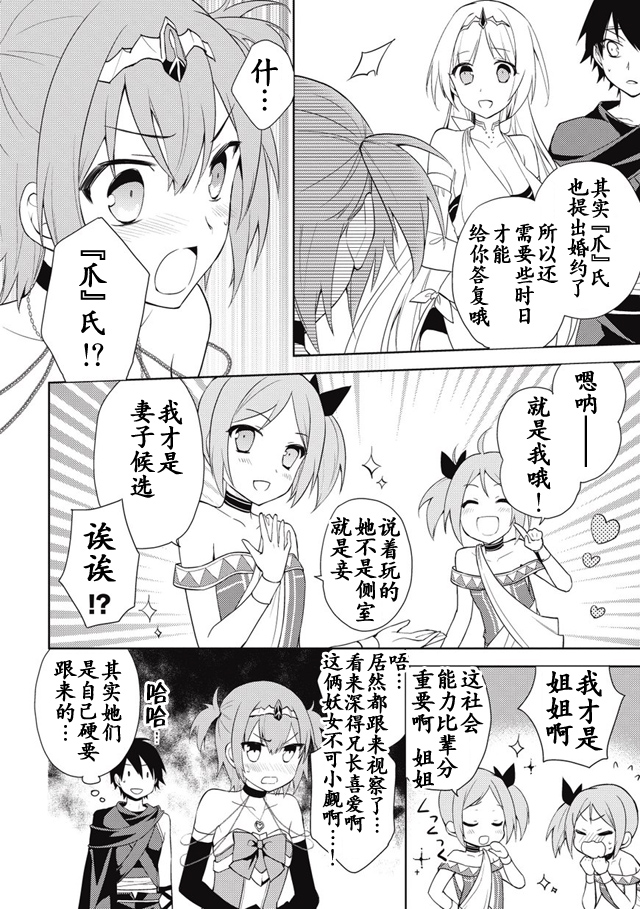 其实『爪』氏
也提出婚约了
所以还
需要些时日
才能
给你答复哦
什…
『爪』氏!?
嗯呐——
就是我哦!
说着玩的
她不是侧室
就是妾
我才是
妻子候选
诶诶
!?
我才是
姐姐啊
这社会
能力比辈分
重要啊 姐姐
唔…
居然都跟来视察了…
看来深得兄长喜爱啊
这俩妖女不可小觑啊…!
哈哈…
其实她们
是自己硬要
跟来的…